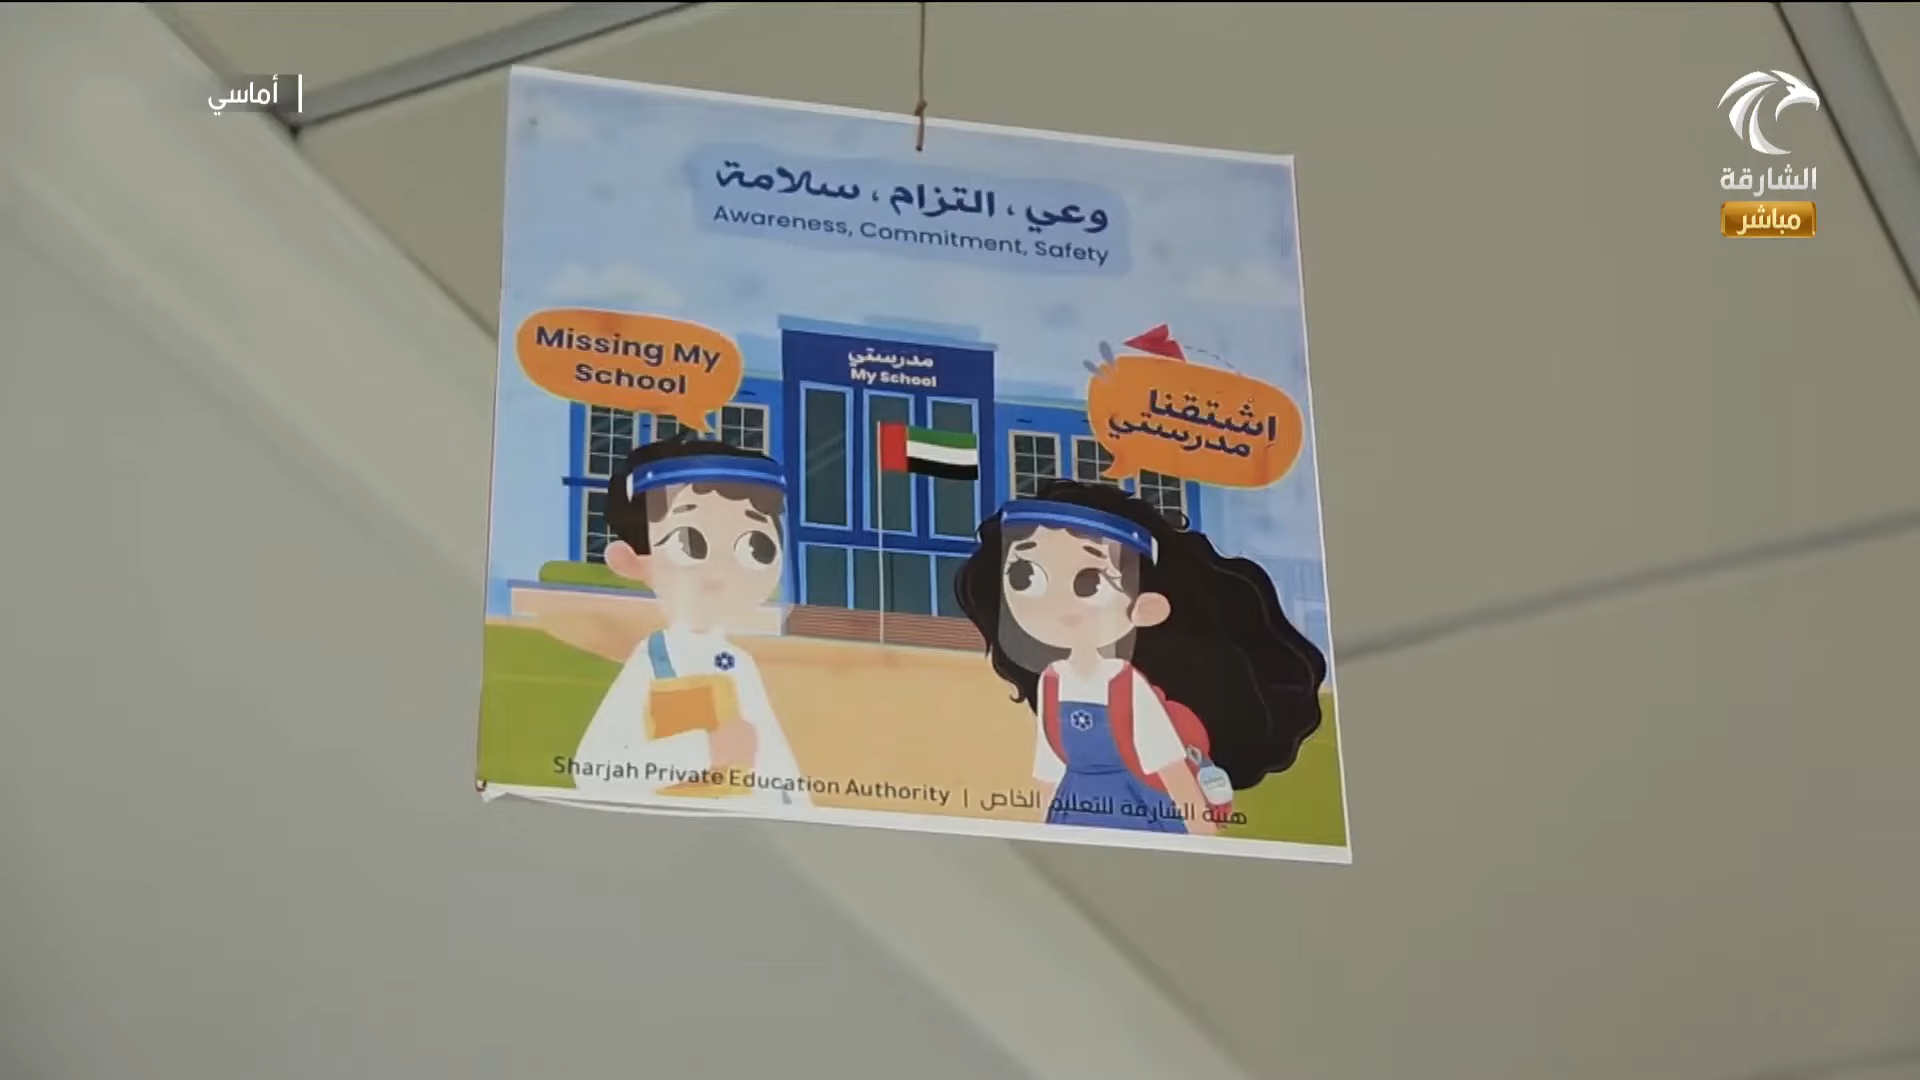 أماسي
الشارقة
مباشر
وعي، التزام، سلامة
Awareness, Commitment, Safety
Missing My
School
مدرستي
My School
إشتقنا
مدرستي
Sharjah Private Education Authority | هيئة الشارقة للتعليم الخاص